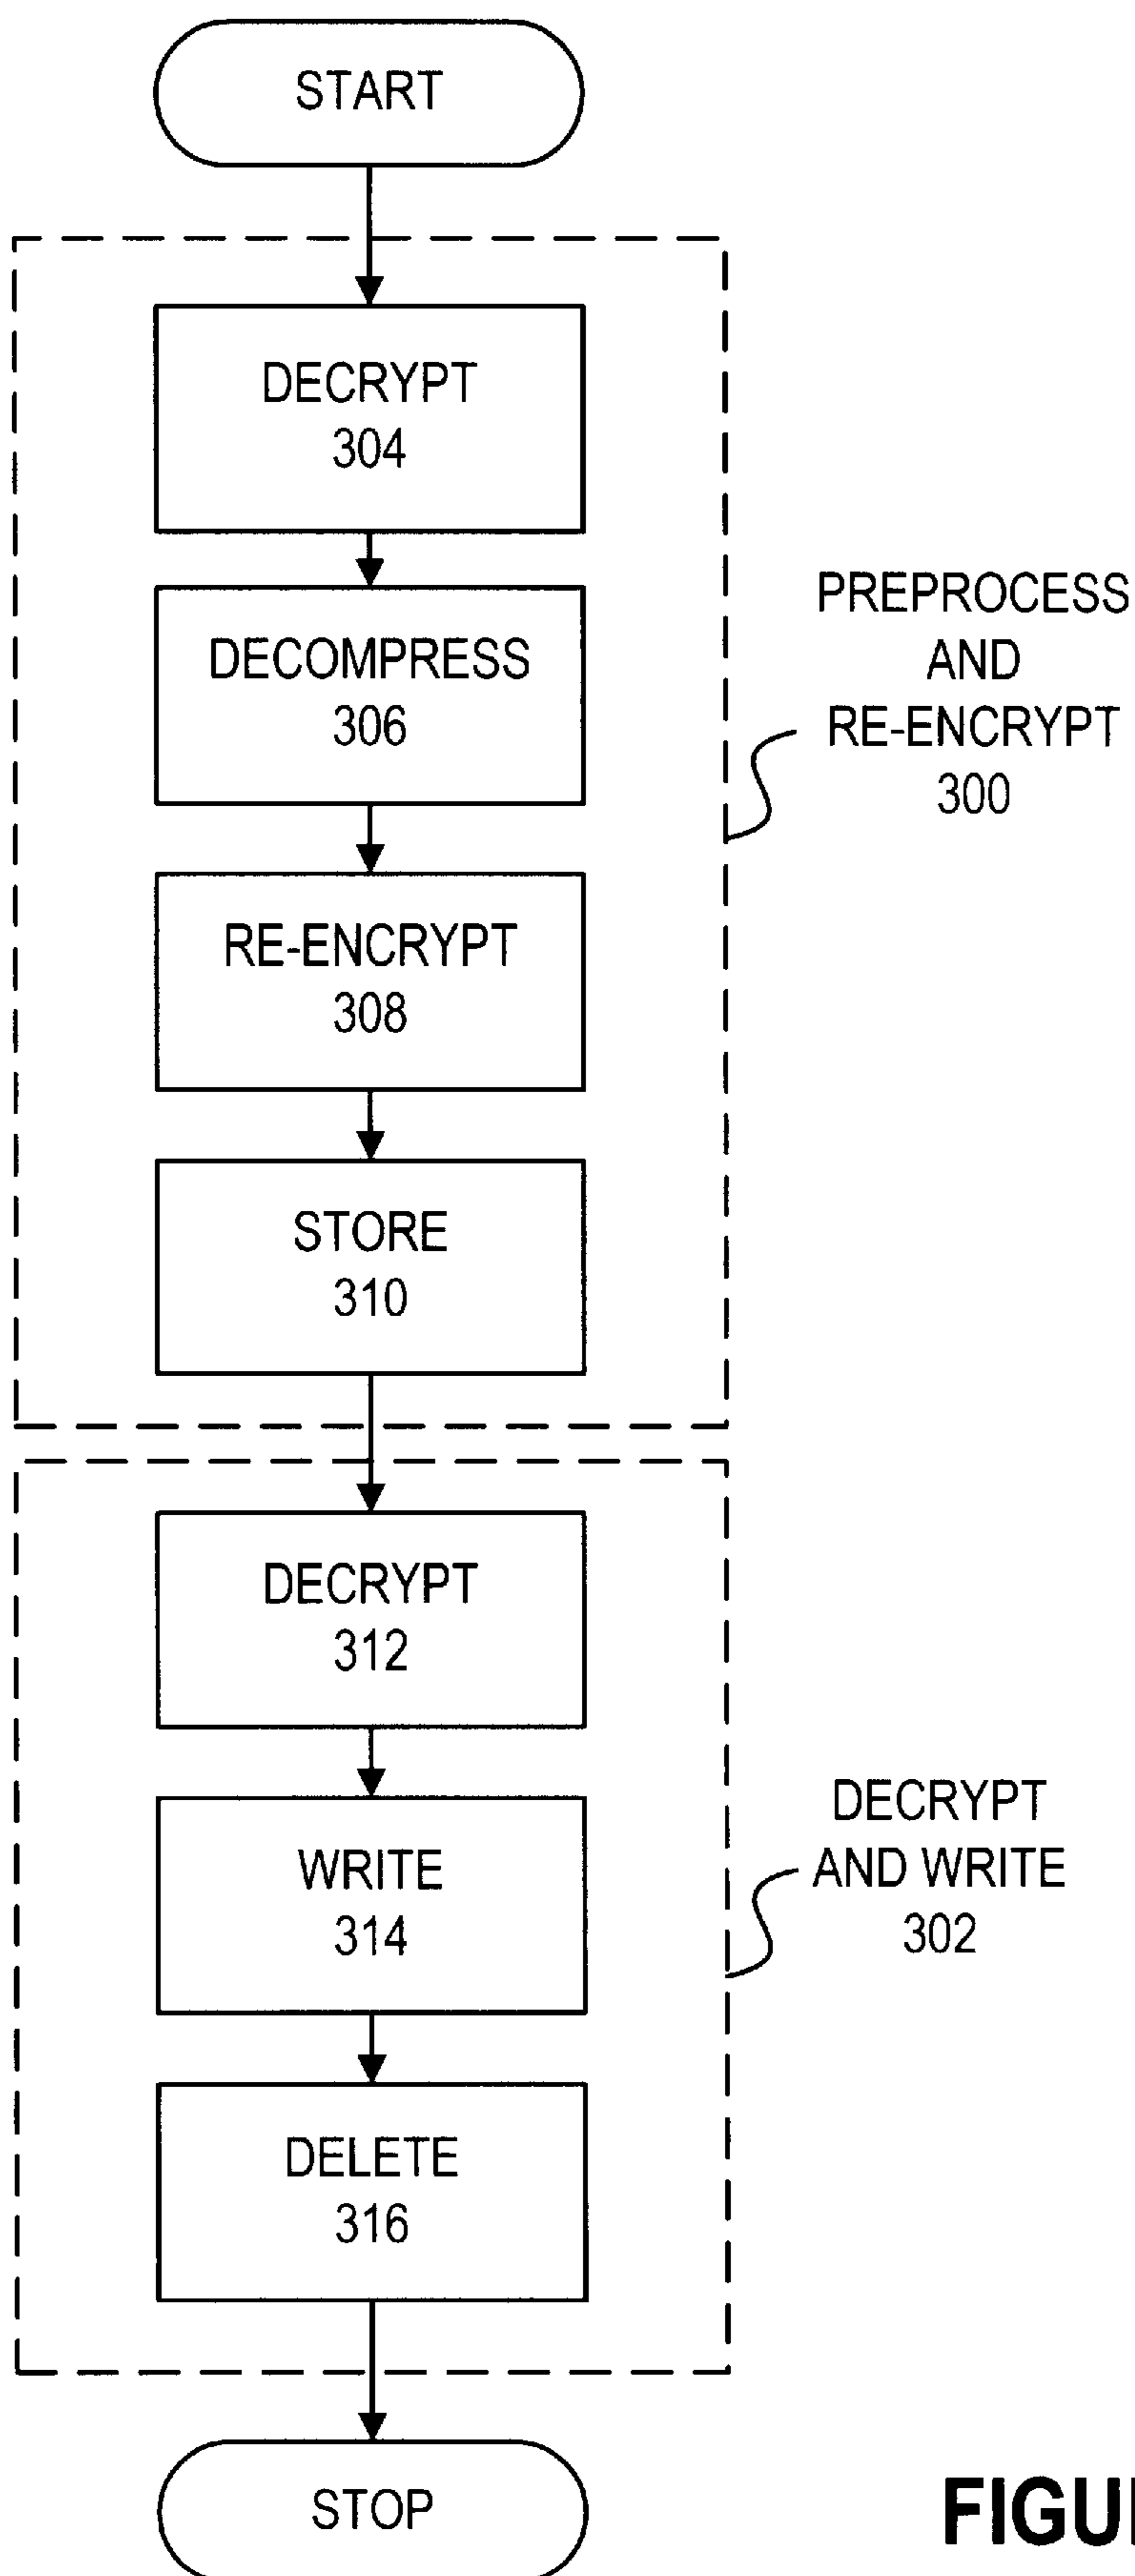 START
DECRYPT
304
DECOMPRESS
306
PREPROCESS
AND
RE-ENCRYPT
300
RE-ENCRYPT
308
STORE
310
DECRYPT
312
WRITE
314
DECRYPT
AND WRITE
302
DELETE
316
STOP